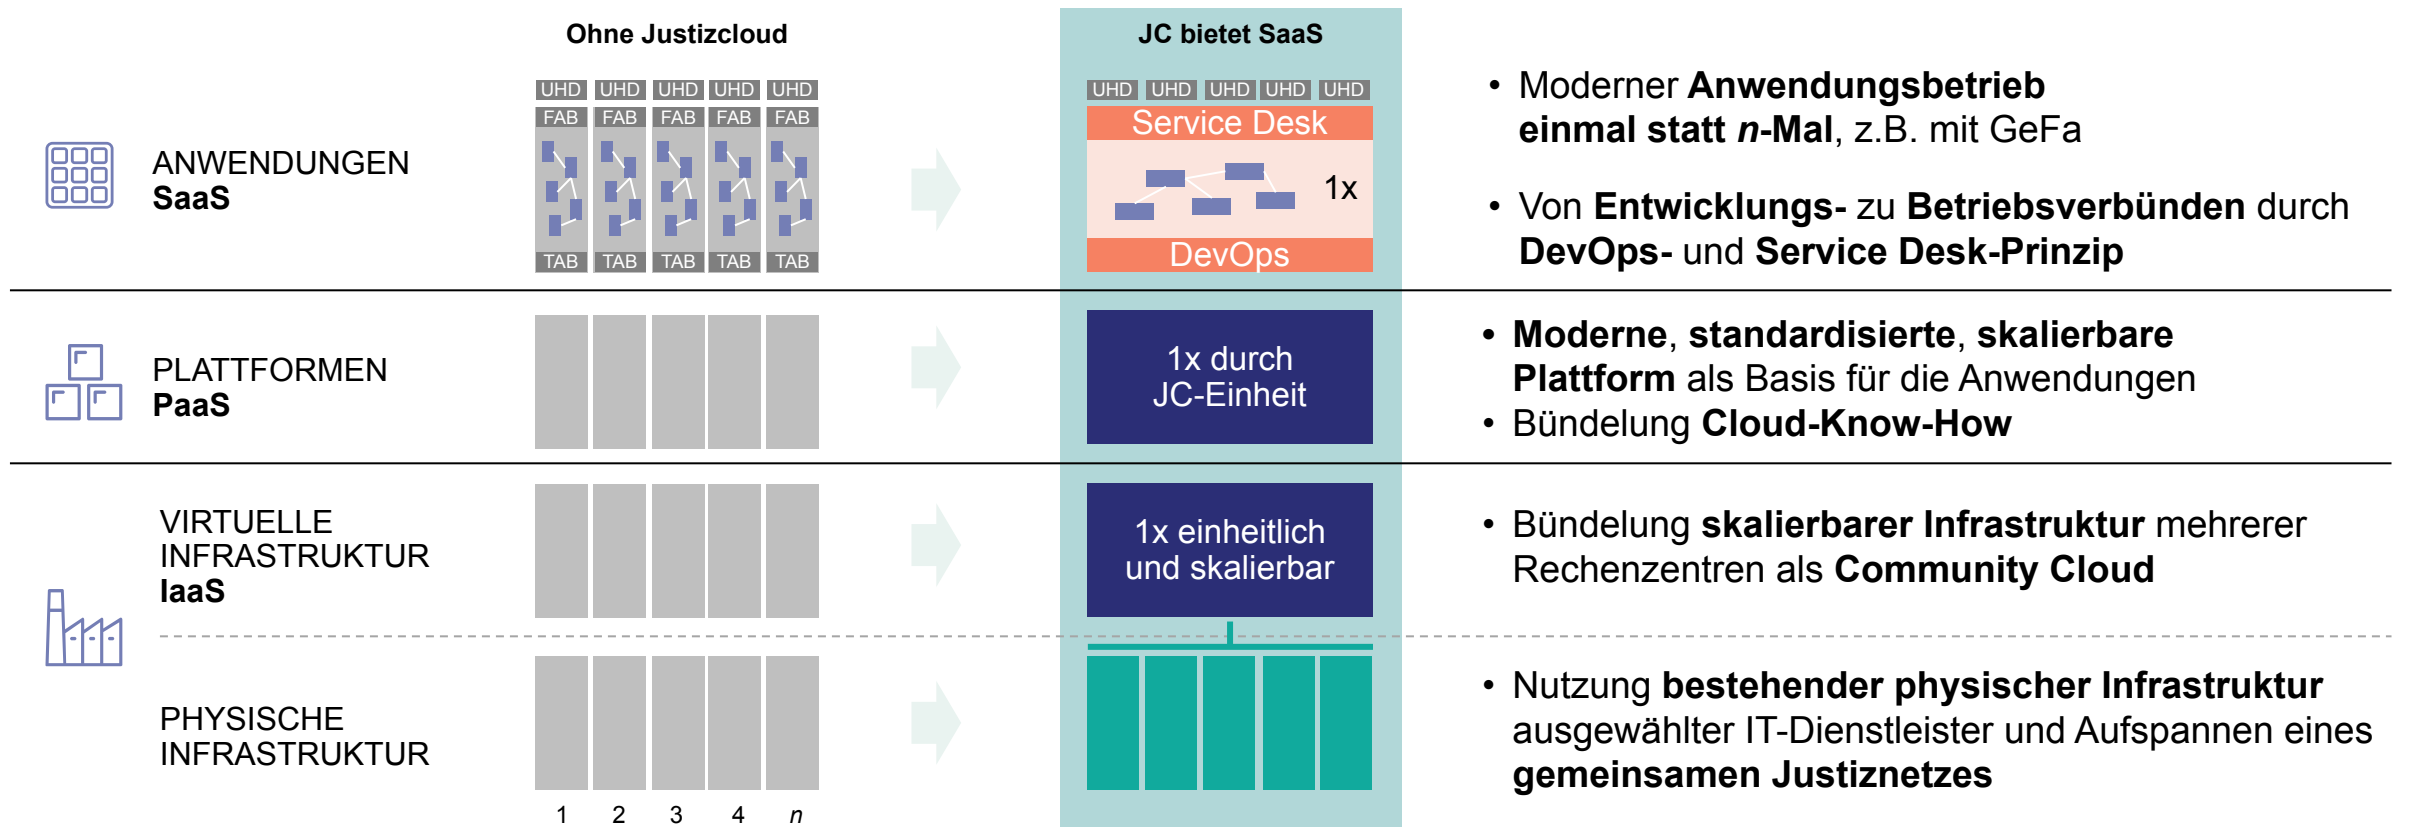 Ohne Justizcloud
JC bietet SaaS
ANWENDUNGEN
SaaS
UHD UHD UHD UHD UHD
FAB FAB FAB FAB FAB
TAB TAB TAB TAB TAB
UHD UHD UHD UHD UHD
Service Desk
1x
DevOps
• Moderner Anwendungsbetrieb
einmal statt n-Mal, z.B. mit GeFa
• Von Entwicklungs- zu Betriebsverbünden durch
DevOps- und Service Desk-Prinzip
PLATTFORMEN
PaaS
1x durch
JC-Einheit
• Moderne, standardisierte, skalierbare
Plattform als Basis für die Anwendungen
• Bündelung Cloud-Know-How
VIRTUELLE
INFRASTRUKTUR
IaaS
1x einheitlich
und skalierbar
• Bündelung skalierbarer Infrastruktur mehrerer
Rechenzentren als Community Cloud
PHYSISCHE
INFRASTRUKTUR
• Nutzung bestehender physischer Infrastruktur
ausgewählter IT-Dienstleister und Aufspannen eines
gemeinsamen Justiznetzes
1 2 3 4 n